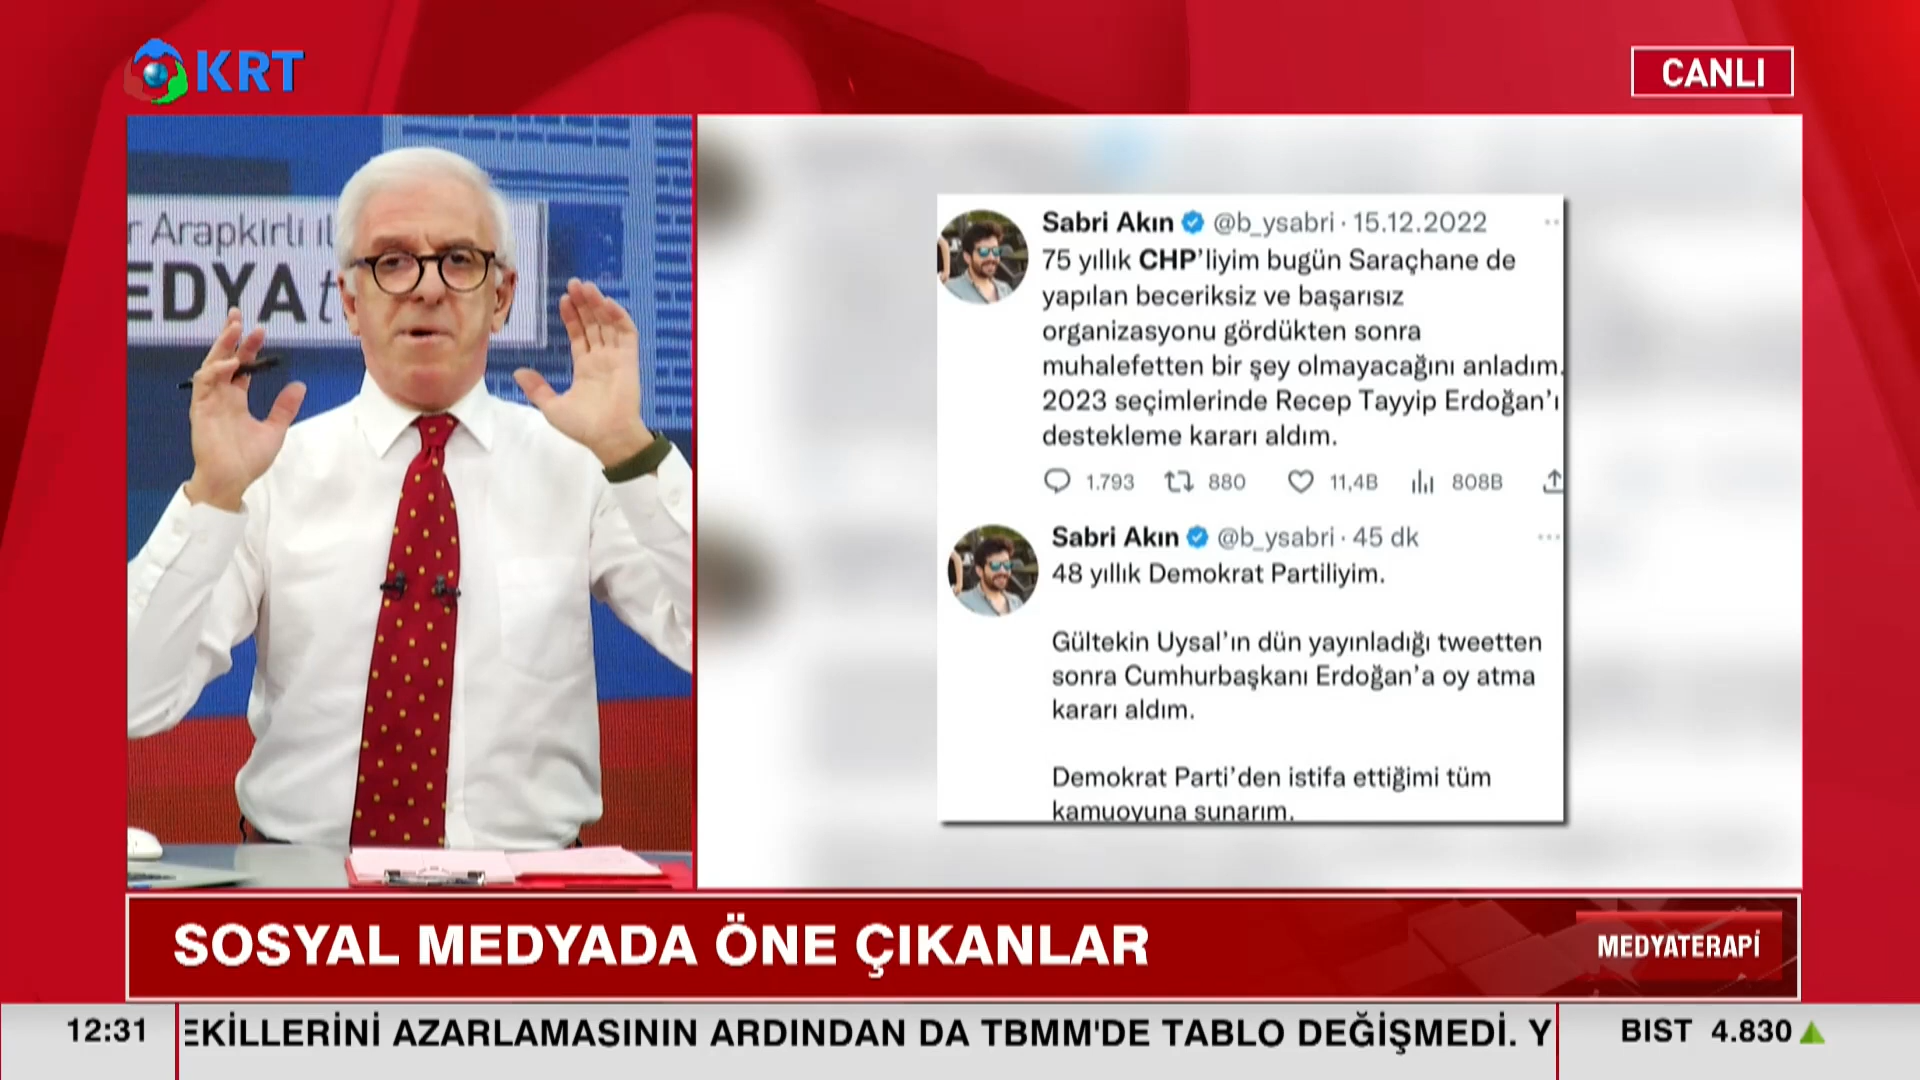 KRT
CANLI
r Arapkirli il
EDYAt
Sabri Akın @b_ysabri · 15.12.2022
75 yıllık CHP'liyim bugün Saraçhane de
yapılan beceriksiz ve başarısız
organizasyonu gördükten sonra
muhalefetten bir şey olmayacağını anladım.
2023 seçimlerinde Recep Tayyip Erdoğan'ı
destekleme kararı aldım.
1.793 880 11,4B 808B
Sabri Akın @b_ysabri · 45 dk
48 yıllık Demokrat Partiliyim.
Gültekin Uysal'ın dün yayınladığı tweetten
sonra Cumhurbaşkanı Erdoğan'a oy atma
kararı aldım.
Demokrat Parti'den istifa ettiğimi tüm
kamuoyuna sunarım.
SOSYAL MEDYADA ÖNE ÇIKANLAR
MEDYATERAPİ
12:31 EKİLLERİNİ AZARLAMASININ ARDINDAN DA TBMM'DE TABLO DEĞİŞMEDİ. Y BIST 4.830